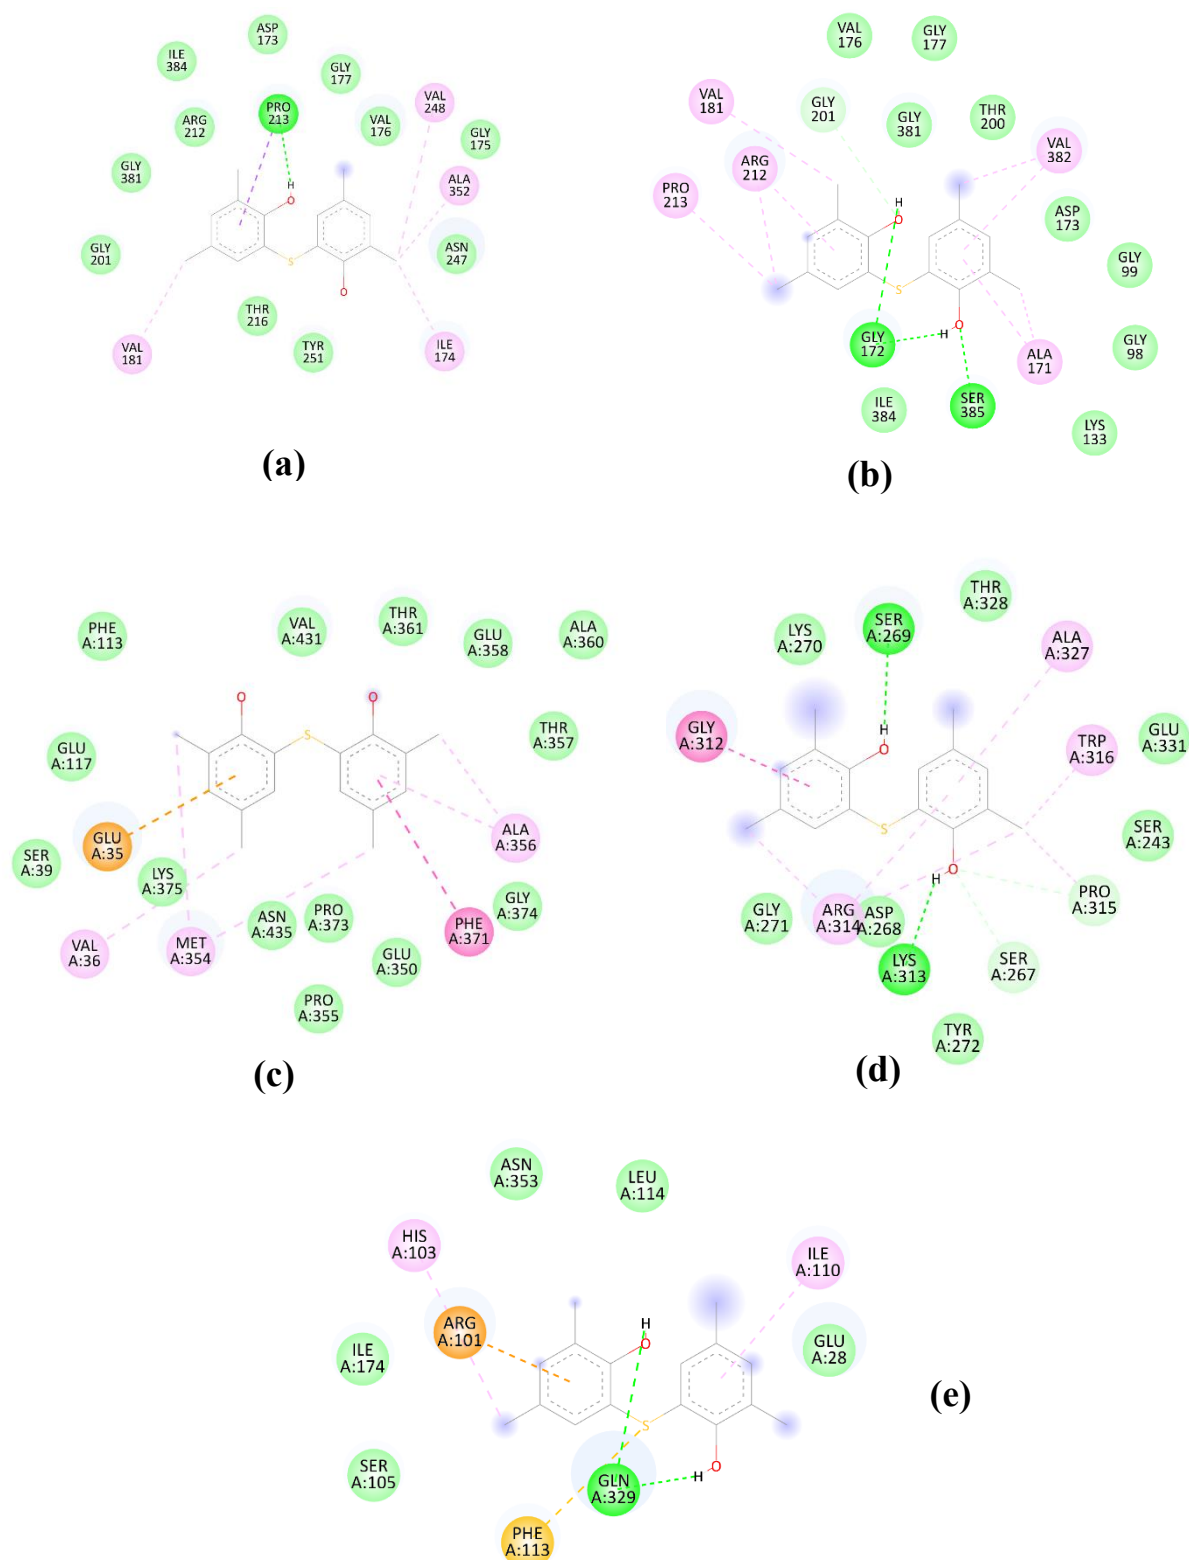 ASP
173
ILE
384
GLY
177
VAL
248
PRO
213
ARG
212
VAL
176
GLY
175
GLY
381
ALA
352
H
O
GLY
201
ASN
247
S
O
THR
216
TYR
251
VAL
181
ILE
174
(a)
VAL
176
GLY
177
VAL
181
GLY
201
GLY
381
THR
200
VAL
382
ARG
212
PRO
213
H
O
ASP
173
GLY
99
S
O
H
GLY
172
GLY
98
ALA
171
SER
385
ILE
384
LYS
133
(b)
PHE
A:113
VAL
A:431
THR
A:361
GLU
A:358
ALA
A:360
O
O
S
THR
A:357
GLU
A:117
GLU
A:35
ALA
A:356
SER
A:39
LYS
A:375
ASN
A:435
PRO
A:373
GLY
A:374
PHE
A:371
VAL
A:36
MET
A:354
GLU
A:350
PRO
A:355
(c)
THR
A:328
SER
A:269
LYS
A:270
ALA
A:327
GLY
A:312
H
O
TRP
A:316
GLU
A:331
S
SER
A:243
O
H
PRO
A:315
GLY
A:271
ARG
A:314
ASP
A:268
LYS
A:313
SER
A:267
TYR
A:272
(d)
ASN
A:353
LEU
A:114
HIS
A:103
ILE
A:110
ARG
A:101
H
O
GLU
A:28
ILE
A:174
(e)
S
O
H
SER
A:105
GLN
A:329
PHE
A:113